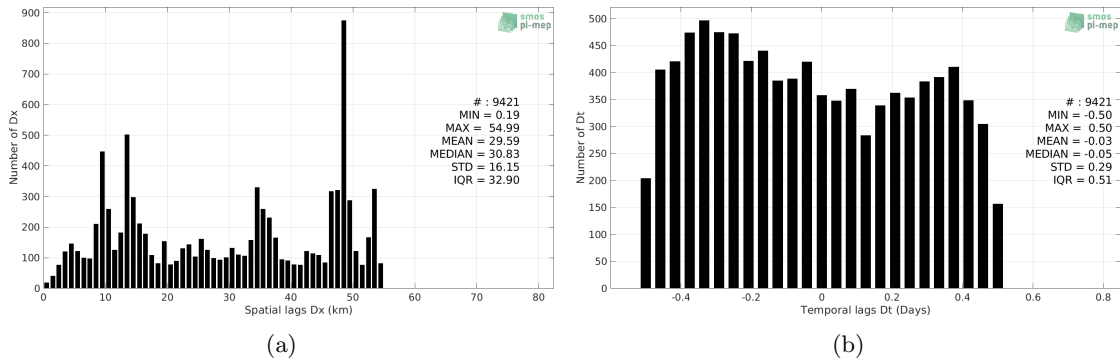 smos
pi-mep
Number of Dx
900
800
700
600
500
400
300
200
100
0
# : 9421
MIN = 0.19
MAX = 54.99
MEAN = 29.59
MEDIAN = 30.83
STD = 16.15
IQR = 32.90
0 10 20 30 40 50 60 70 80
Spatial lags Dx (km)
(a)
smos
pi-mep
Number of Dt
500
450
400
350
300
250
200
150
100
50
0
# : 9421
MIN = -0.50
MAX = 0.50
MEAN = -0.03
MEDIAN = -0.05
STD = 0.29
IQR = 0.51
-0.4 -0.2 0 0.2 0.4 0.6 0.8
Temporal lags Dt (Days)
(b)